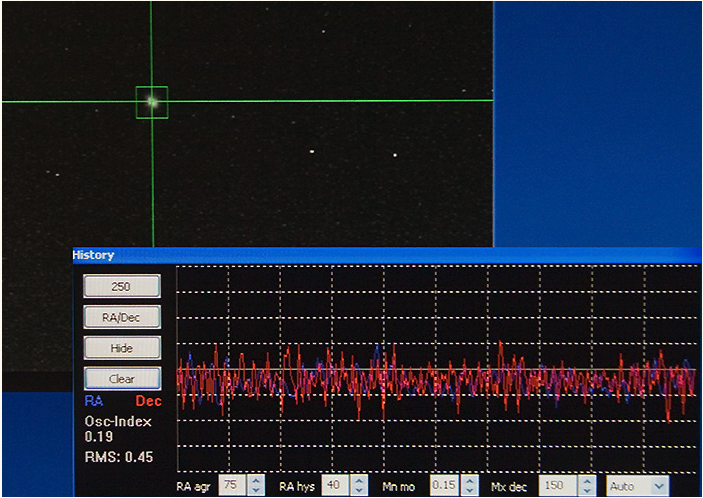 History
250
RA/Dec
Hide
Clear
RA Dec
Osc-Index
0.19
RMS: 0.45
RA agr 75 RA hys 40 Mn mo 0.15 Mx dec 150 Auto